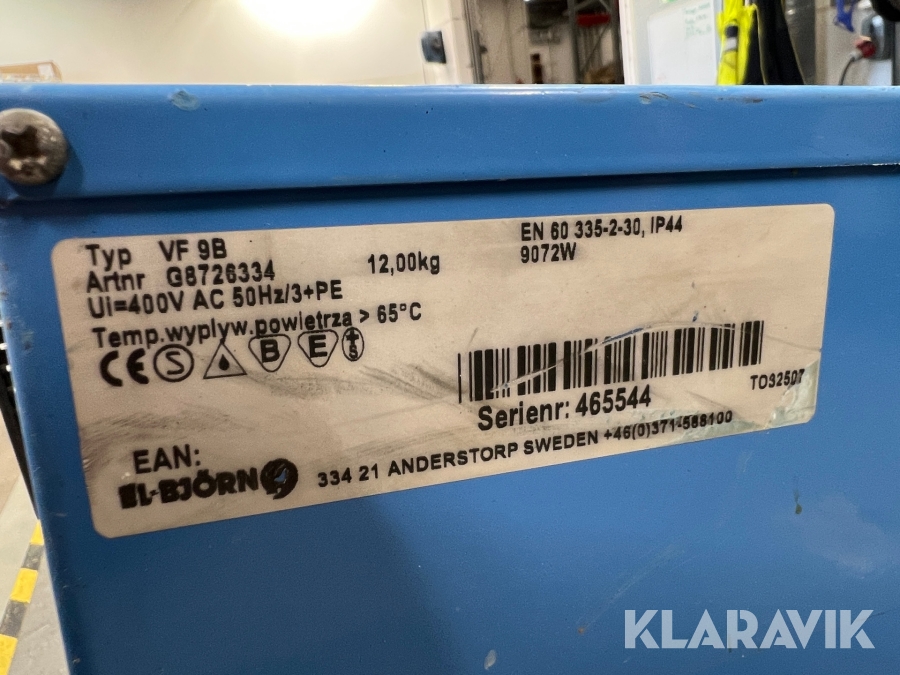 Typ VF 9B
Artnr G8726334 12,00kg
EN 60 335-2-30, IP44
9072W
Ui=400V AC 50Hz/3+PE
Temp.wypływ.powietrza > 65°C
CE S B E
TO32507
Serienr: 465544
EAN:
EL-BJÖRN
334 21 ANDERSTORP SWEDEN +46(0)371-588100
KLARAVIK